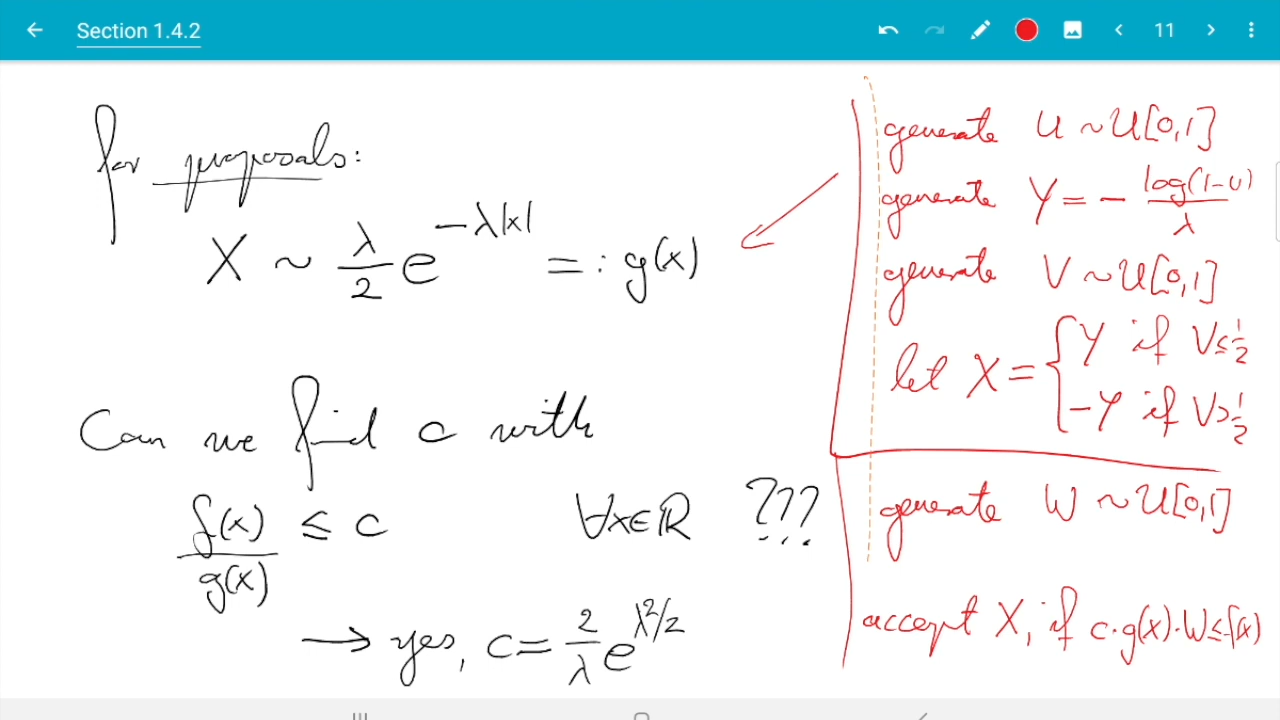 Section 1.4.2
11
for proposals:
X ~ λ/2 e^{-λ|x|} =: g(x)
Can we find c with
f(x)/g(x) ≤ c ∀x∈ℝ ???
→ yes, c = 2/λ e^{λ²/2}
generate U ~ U[0,1]
generate Y = - log(1-U)/λ
generate V ~ U[0,1]
let X = { Y if V≤1/2
-Y if V>1/2
generate W ~ U[0,1]
accept X, if c·g(x)·W≤f(x)